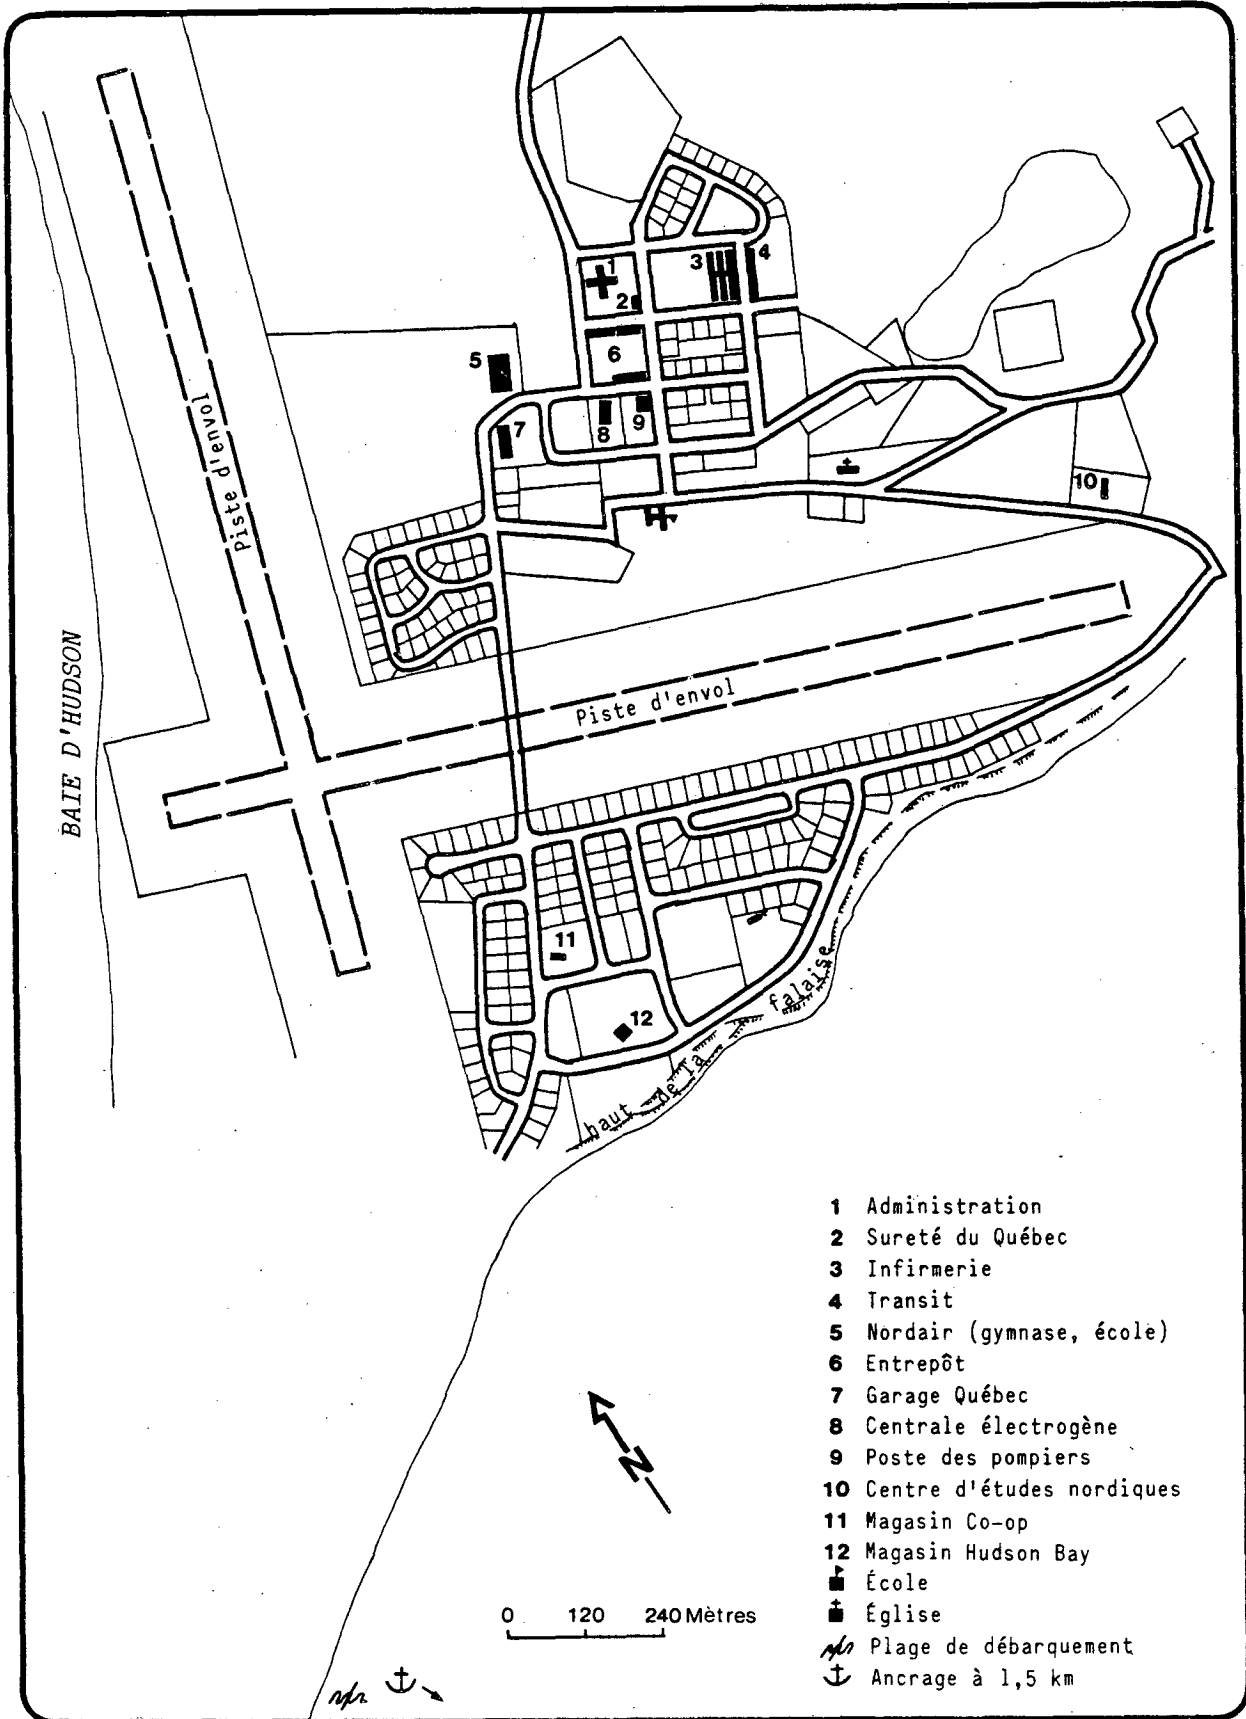 1
2
3
4
5
6
7
8
9
10
Piste d'envol
BAIE D'HUDSON
Piste d'envol
11
12
haut de la falaise
1 Administration
2 Sureté du Québec
3 Infirmerie
4 Transit
5 Nordair (gymnase, école)
6 Entrepôt
7 Garage Québec
8 Centrale électrogène
9 Poste des pompiers
10 Centre d'études nordiques
11 Magasin Co-op
12 Magasin Hudson Bay
École
Église
Plage de débarquement
Ancrage à 1,5 km
N
0 120 240 Mètres